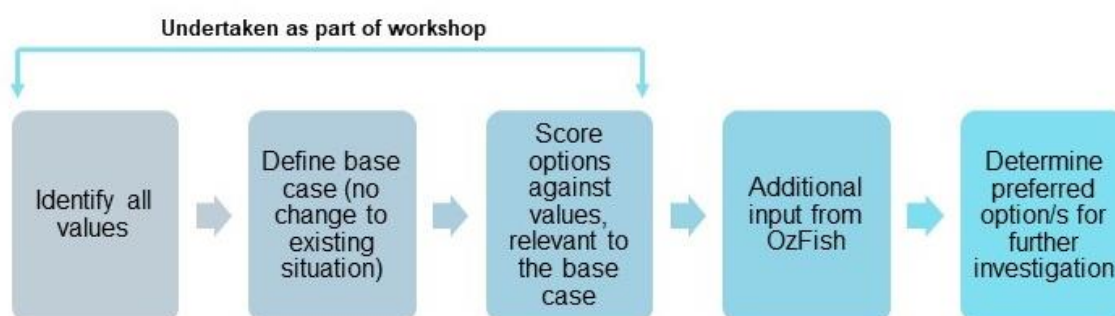 Undertaken as part of workshop
Identify all
values
Define base
case (no
change to
existing
situation)
Score
options
against
values,
relevant to
the base
case
Additional
input from
OzFish
Determine
preferred
option/s for
further
investigation